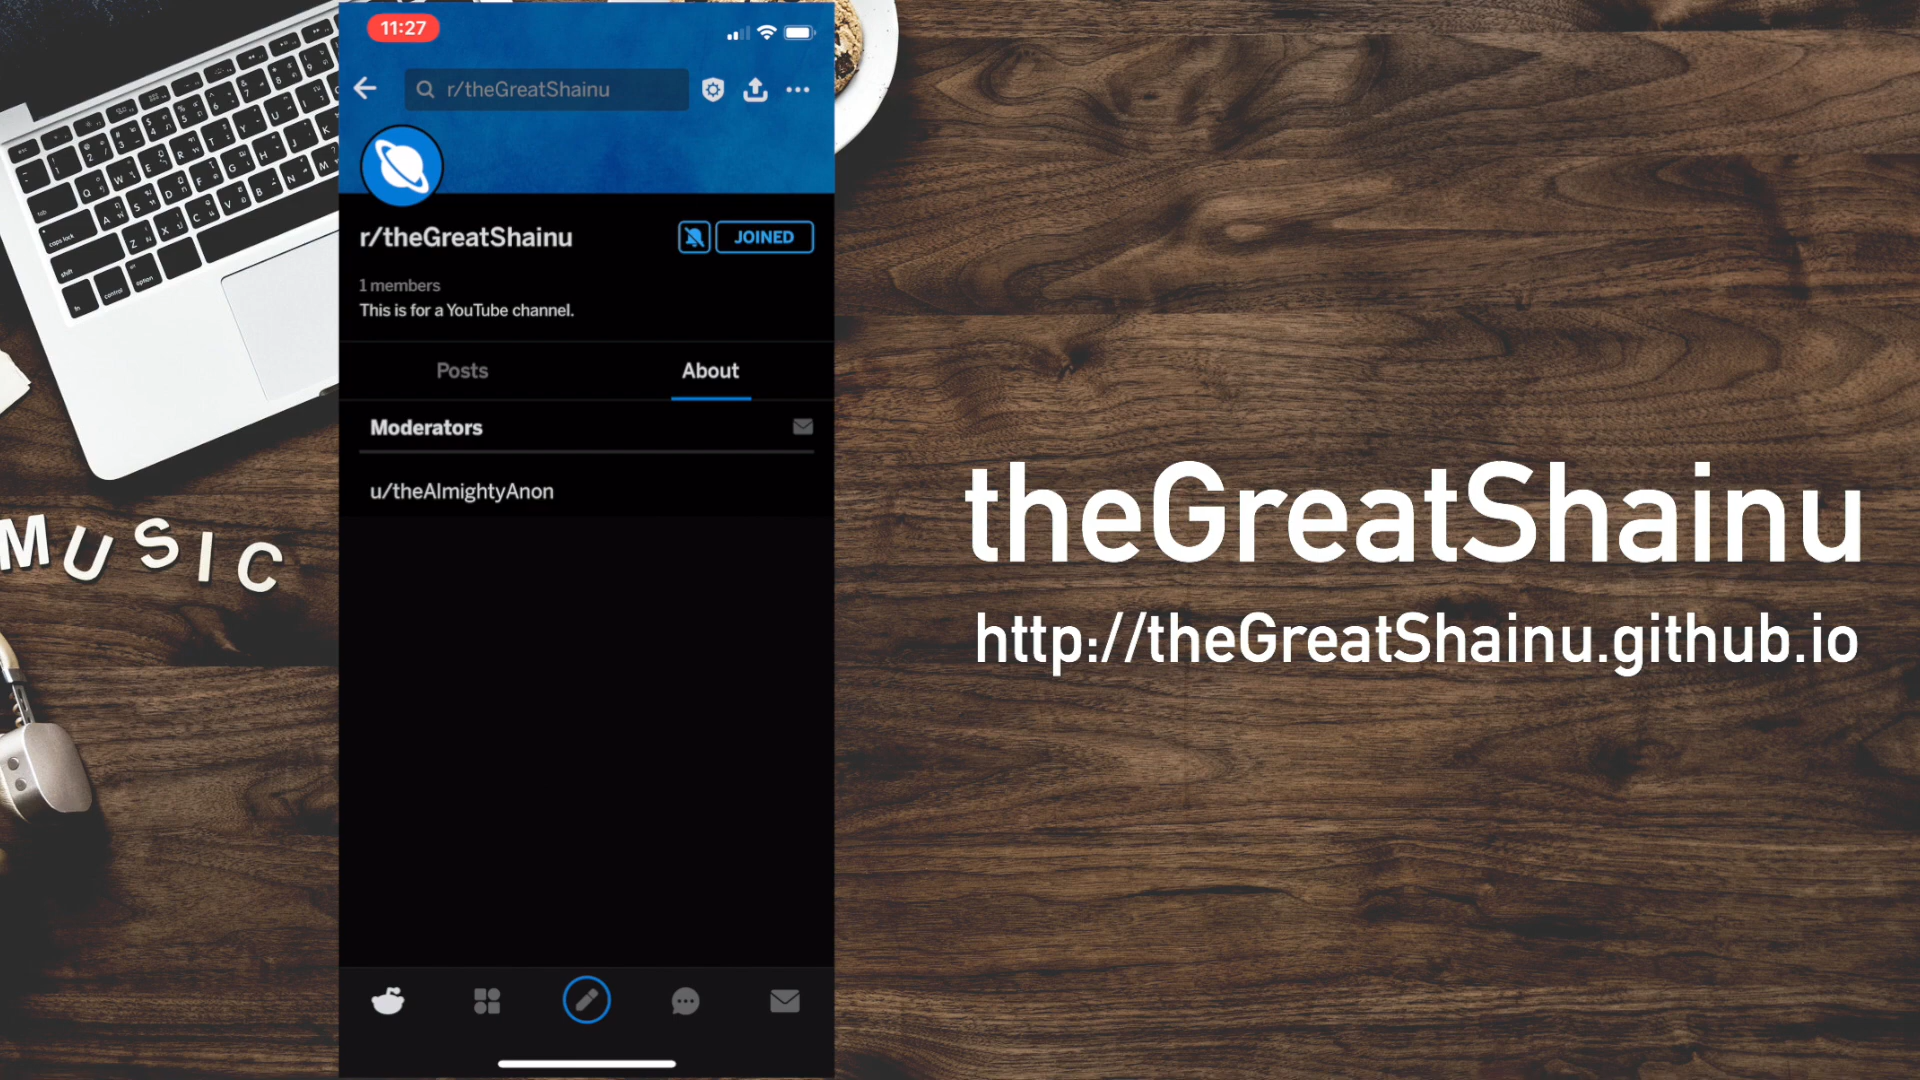 11:27
r/theGreatShainu
r/theGreatShainu
JOINED
1 members
This is for a YouTube channel.
Posts
About
Moderators
u/theAlmightyAnon
MUSIC
theGreatShainu
http://theGreatShainu.github.io